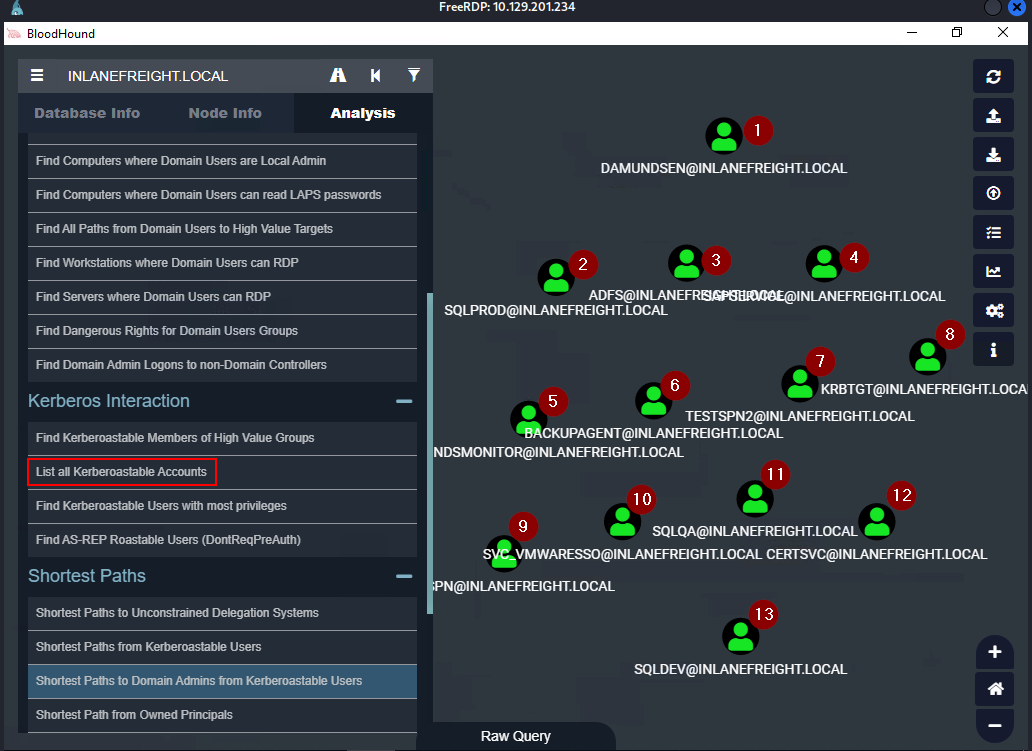 FreeRDP: 10.129.201.234
BloodHound
INLANEFREIGHT.LOCAL
Database Info
Node Info
Analysis
Find Computers where Domain Users are Local Admin
Find Computers where Domain Users can read LAPS passwords
Find All Paths from Domain Users to High Value Targets
Find Workstations where Domain Users can RDP
Find Servers where Domain Users can RDP
Find Dangerous Rights for Domain Users Groups
Find Domain Admin Logons to non-Domain Controllers
Kerberos Interaction
Find Kerberoastable Members of High Value Groups
List all Kerberoastable Accounts
Find Kerberoastable Users with most privileges
Find AS-REP Roastable Users (DontReqPreAuth)
Shortest Paths
Shortest Paths to Unconstrained Delegation Systems
Shortest Paths from Kerberoastable Users
Shortest Paths to Domain Admins from Kerberoastable Users
Shortest Path from Owned Principals
1
DAMUNDSEN@INLANEFREIGHT.LOCAL
2
SQLPROD@INLANEFREIGHT.LOCAL
3
ADFS@INLANEFREIGHT.LOCAL
4
SAPSERVICE@INLANEFREIGHT.LOCAL
5
NDSMONITOR@INLANEFREIGHT.LOCAL
6
BACKUPAGENT@INLANEFREIGHT.LOCAL
7
TESTSPN2@INLANEFREIGHT.LOCAL
8
KRBTGT@INLANEFREIGHT.LOCA
9
SPN@INLANEFREIGHT.LOCAL
10
SVC_VMWARESSO@INLANEFREIGHT.LOCAL
11
SQLQA@INLANEFREIGHT.LOCAL
12
CERTSVC@INLANEFREIGHT.LOCAL
13
SQLDEV@INLANEFREIGHT.LOCAL
Raw Query